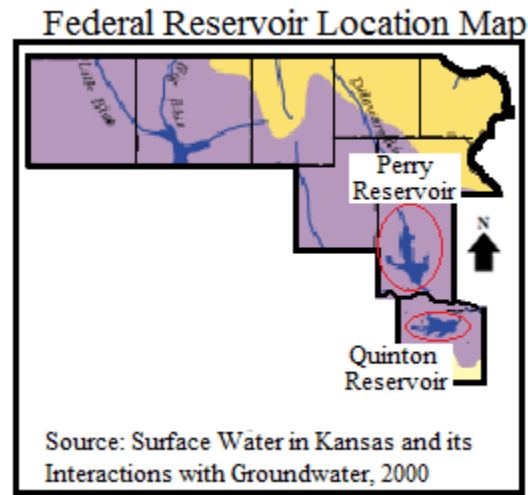 Federal Reservoir Location Map
Little Blue
Big Blue
Delaware
Perry
Reservoir
N
Quinton
Reservoir
Source: Surface Water in Kansas and its
Interactions with Groundwater, 2000